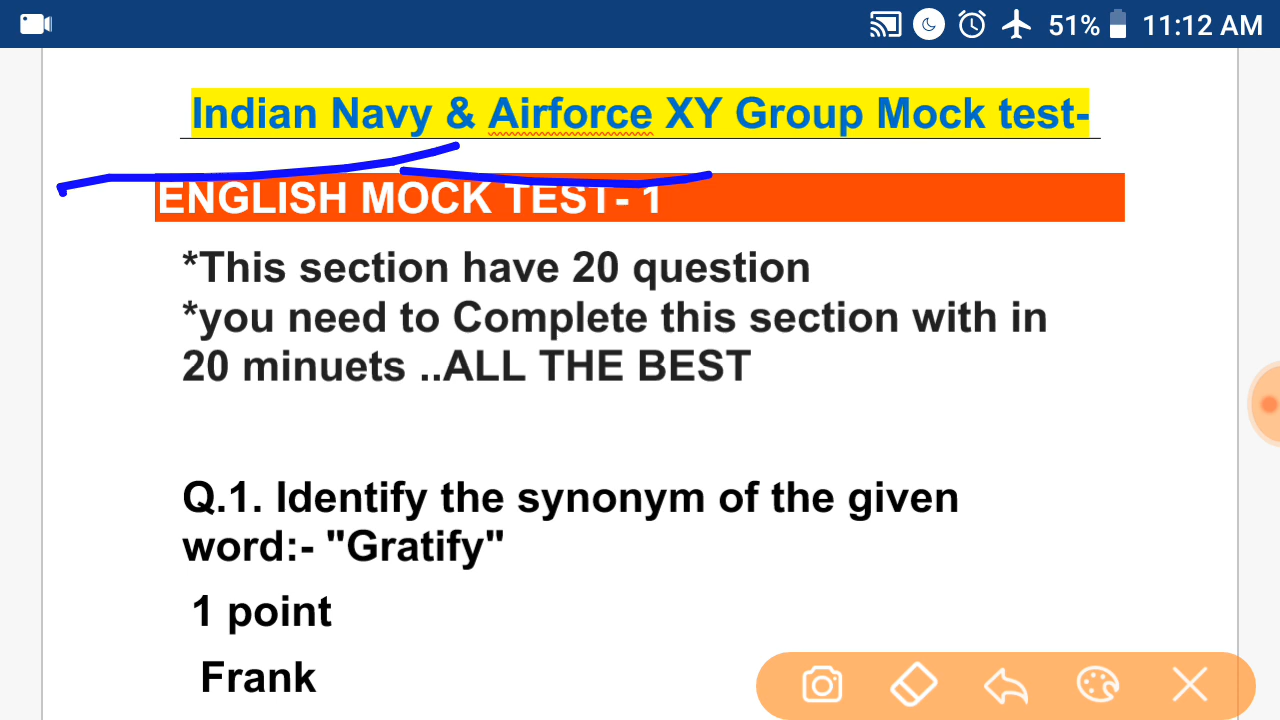 51% 11:12 AM
Indian Navy & Airforce XY Group Mock test-
ENGLISH MOCK TEST- 1
*This section have 20 question
*you need to Complete this section with in
20 minuets ..ALL THE BEST
Q.1. Identify the synonym of the given
word:- "Gratify"
1 point
Frank